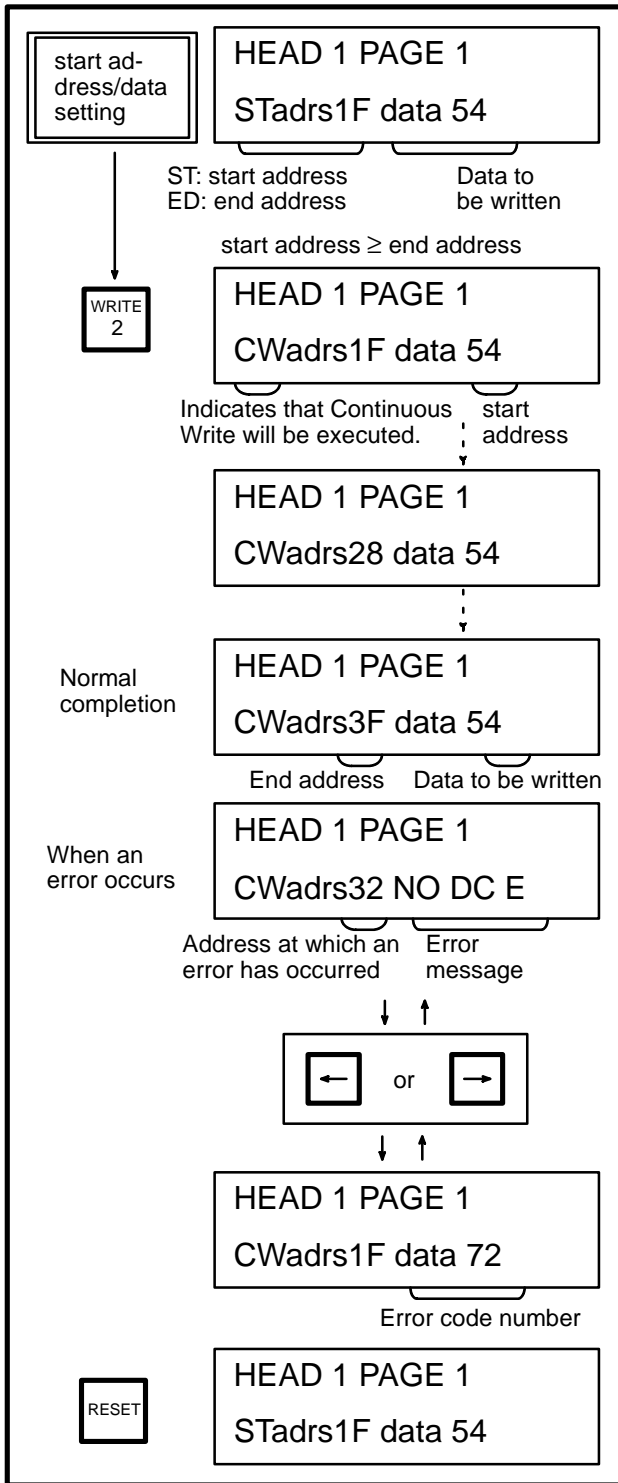 start ad-
dress/data
setting
HEAD 1 PAGE 1
STadrs1F data 54
ST: start address
ED: end address
Data to
be written
start address ≥ end address
WRITE
2
HEAD 1 PAGE 1
CWadrs1F data 54
Indicates that Continuous
Write will be executed.
start
address
HEAD 1 PAGE 1
CWadrs28 data 54
Normal
completion
HEAD 1 PAGE 1
CWadrs3F data 54
End address
Data to be written
When an
error occurs
HEAD 1 PAGE 1
CWadrs32 NO DC E
Address at which an
error has occurred
Error
message
← or →
HEAD 1 PAGE 1
CWadrs1F data 72
Error code number
RESET
HEAD 1 PAGE 1
STadrs1F data 54